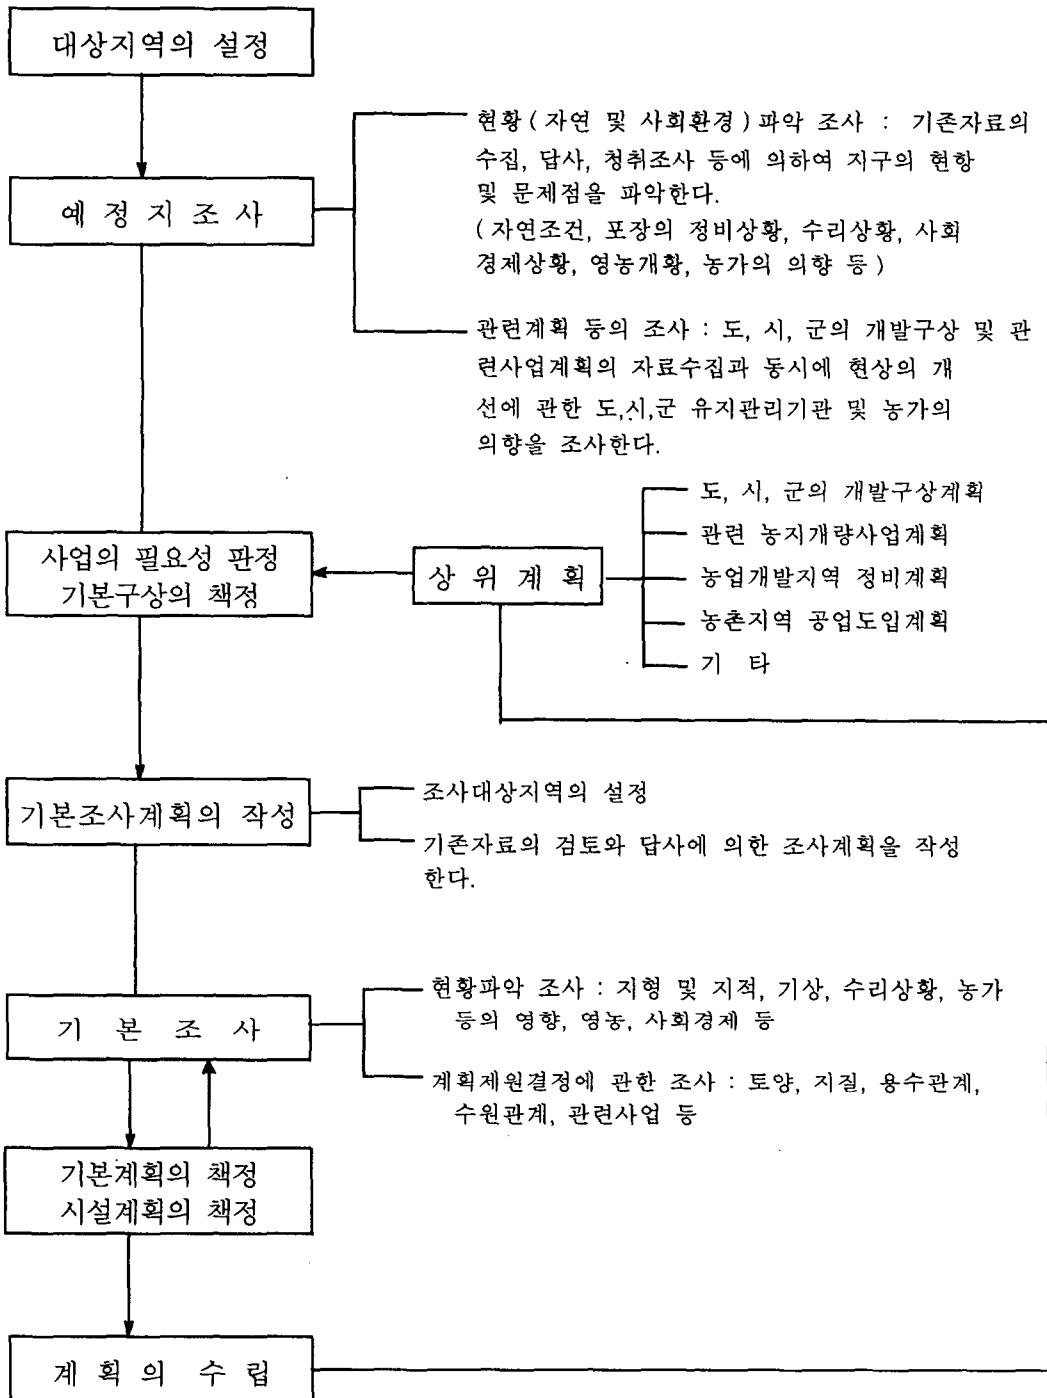 대상지역의 설정
현황 ( 자연 및 사회환경 ) 파악 조사 : 기존자료의
수집, 답사, 청취조사 등에 의하여 지구의 현항
및 문제점을 파악한다.
( 자연조건, 포장의 정비상황, 수리상황, 사회
경제상황, 영농개황, 농가의 의향 등 )
예 정 지 조 사
관련계획 등의 조사 : 도, 시, 군의 개발구상 및 관
련사업계획의 자료수집과 동시에 현상의 개
선에 관한 도,시,군 유지관리기관 및 농가의
의향을 조사한다.
사업의 필요성 판정
기본구상의 책정
상 위 계 획
도, 시, 군의 개발구상계획
관련 농지개량사업계획
농업개발지역 정비계획
농촌지역 공업도입계획
기 타
기본조사계획의 작성
조사대상지역의 설정
기존자료의 검토와 답사에 의한 조사계획을 작성
한다.
기 본 조 사
현황파악 조사 : 지형 및 지적, 기상, 수리상황, 농가
등의 영향, 영농, 사회경제 등
계획제원결정에 관한 조사 : 토양, 지질, 용수관계,
수원관계, 관련사업 등
기본계획의 책정
시설계획의 책정
계 획 의 수 립